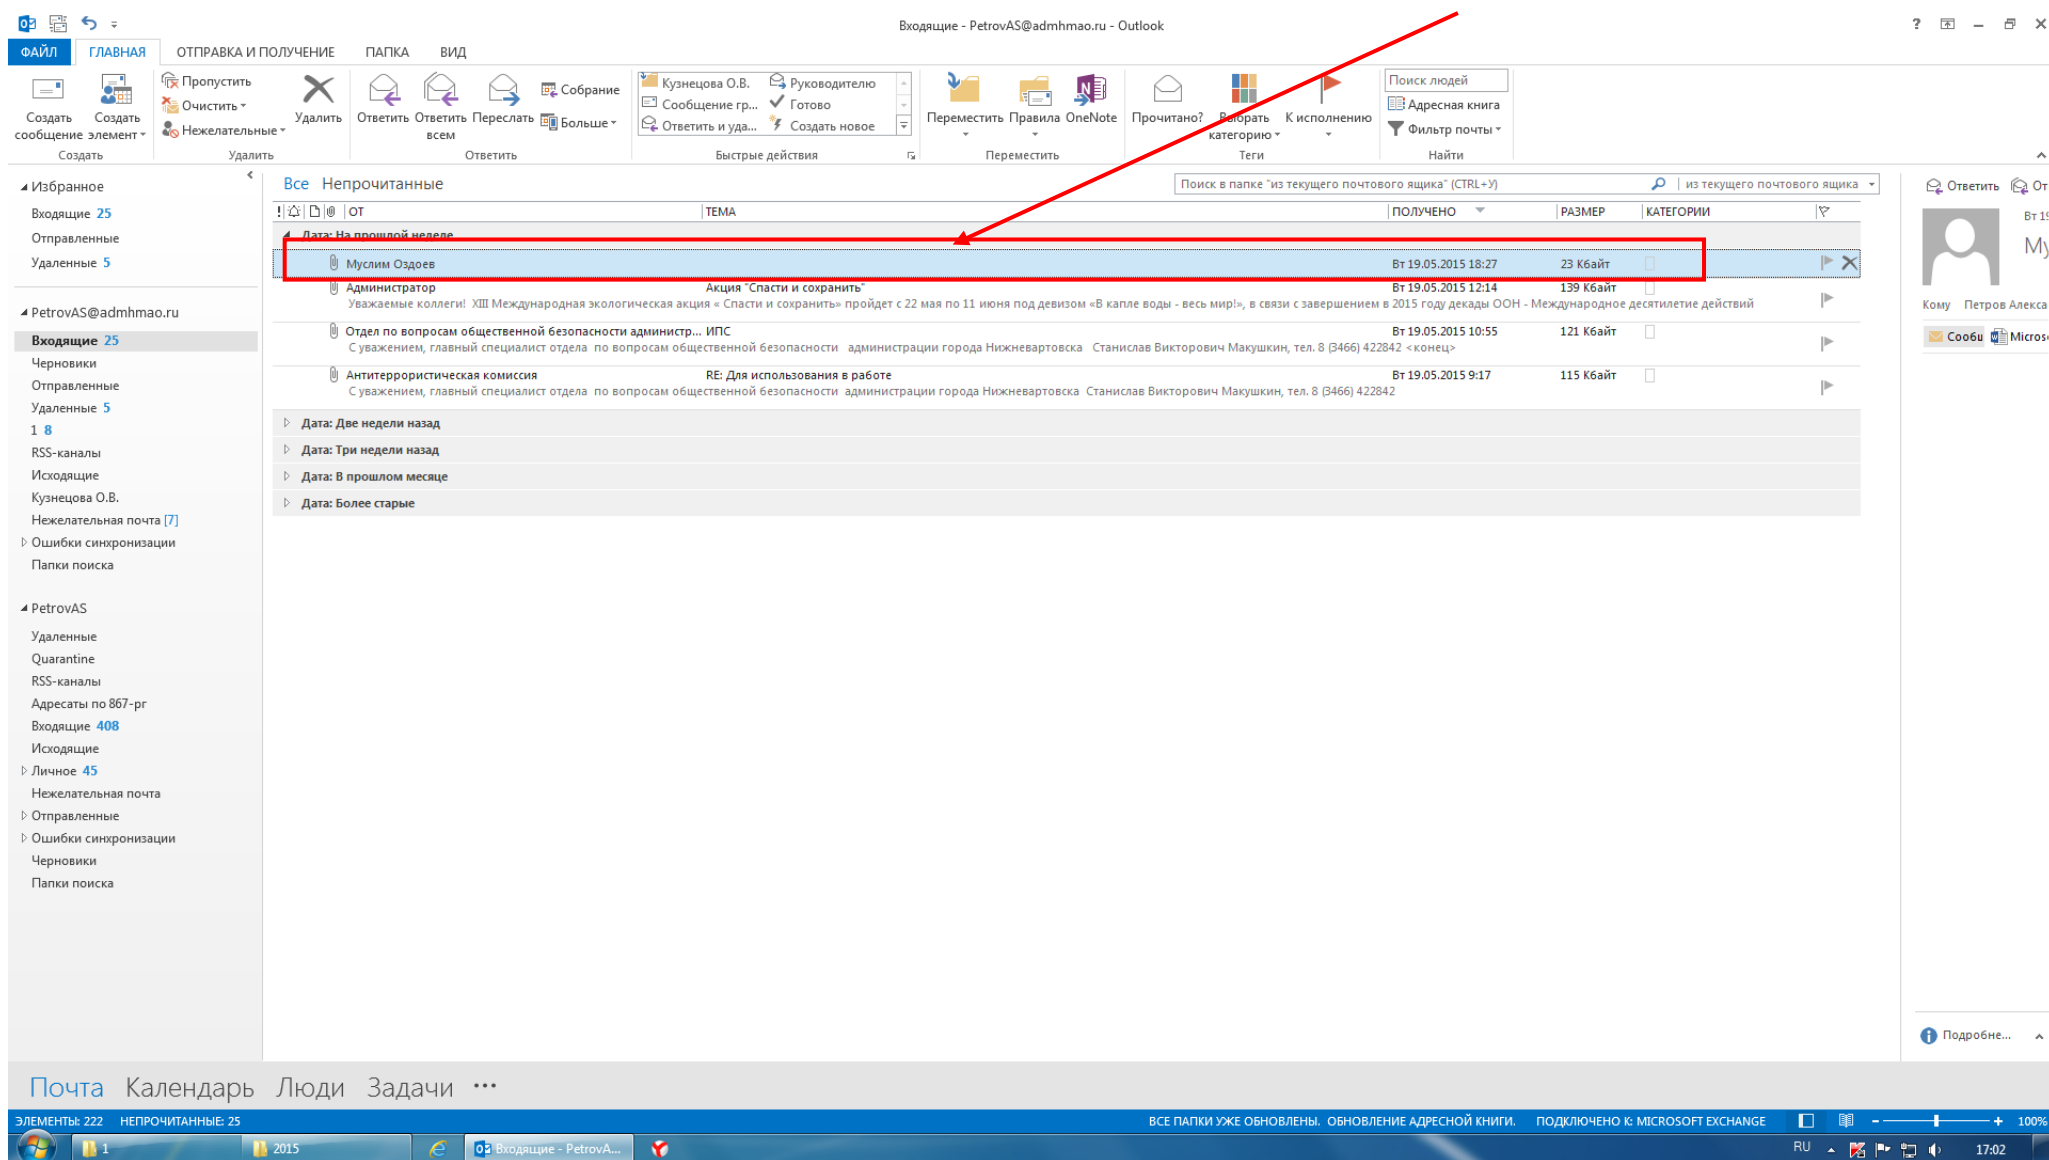 Входящие - PetrovAS@admhmao.ru - Outlook
ФАЙЛ ГЛАВНАЯ ОТПРАВКА И ПОЛУЧЕНИЕ ПАПКА ВИД
Создать сообщение
Создать элемент
Пропустить
Очистить
Нежелательные
Удалить
Ответить
Ответить всем
Переслать
Собрание
Больше
Кузнецова О.В.
Сообщение гр...
Ответить и уда...
Руководителю
Готово
Создать новое
Переместить
Правила
OneNote
Прочитано?
Выбрать категорию
К исполнению
Поиск людей
Адресная книга
Фильтр почты
Создать Удалить Ответить Быстрые действия Переместить Теги Найти
Избранное
Входящие 25
Отправленные
Удаленные 5
PetrovAS@admhmao.ru
Входящие 25
Черновики
Отправленные
Удаленные 5
1 8
RSS-каналы
Исходящие
Кузнецова О.В.
Нежелательная почта [7]
Ошибки синхронизации
Папки поиска
PetrovAS
Удаленные
Quarantine
RSS-каналы
Адресаты по 867-рг
Входящие 408
Исходящие
Личное 45
Нежелательная почта
Отправленные
Ошибки синхронизации
Черновики
Папки поиска
Все Непрочитанные
Поиск в папке "из текущего почтового ящика" (CTRL+У) из текущего почтового ящика
! ОТ ТЕМА ПОЛУЧЕНО РАЗМЕР КАТЕГОРИИ
Дата: На прошлой неделе
Муслим Оздоев Вт 19.05.2015 18:27 23 Кбайт
Администратор Акция "Спасти и сохранить" Вт 19.05.2015 12:14 139 Кбайт
Уважаемые коллеги! XIII Международная экологическая акция « Спасти и сохранить» пройдет с 22 мая по 11 июня под девизом «В капле воды - весь мир!», в связи с завершением в 2015 году декады ООН - Международное десятилетие действий
Отдел по вопросам общественной безопасности администр... ИПС Вт 19.05.2015 10:55 121 Кбайт
С уважением, главный специалист отдела по вопросам общественной безопасности администрации города Нижневартовска Станислав Викторович Макушкин, тел. 8 (3466) 422842 <конец>
Антитеррористическая комиссия RE: Для использования в работе Вт 19.05.2015 9:17 115 Кбайт
С уважением, главный специалист отдела по вопросам общественной безопасности администрации города Нижневартовска Станислав Викторович Макушкин, тел. 8 (3466) 422842
Дата: Две недели назад
Дата: Три недели назад
Дата: В прошлом месяце
Дата: Более старые
Ответить От
Вт 19
Му
Кому Петров Алекса
Сообщ Micros
Подробне...
Почта Календарь Люди Задачи •••
ЭЛЕМЕНТЫ: 222 НЕПРОЧИТАННЫЕ: 25 ВСЕ ПАПКИ УЖЕ ОБНОВЛЕНЫ. ОБНОВЛЕНИЕ АДРЕСНОЙ КНИГИ. ПОДКЛЮЧЕНО К: MICROSOFT EXCHANGE 100%
1 2015 Входящие - PetrovA... RU 17:02